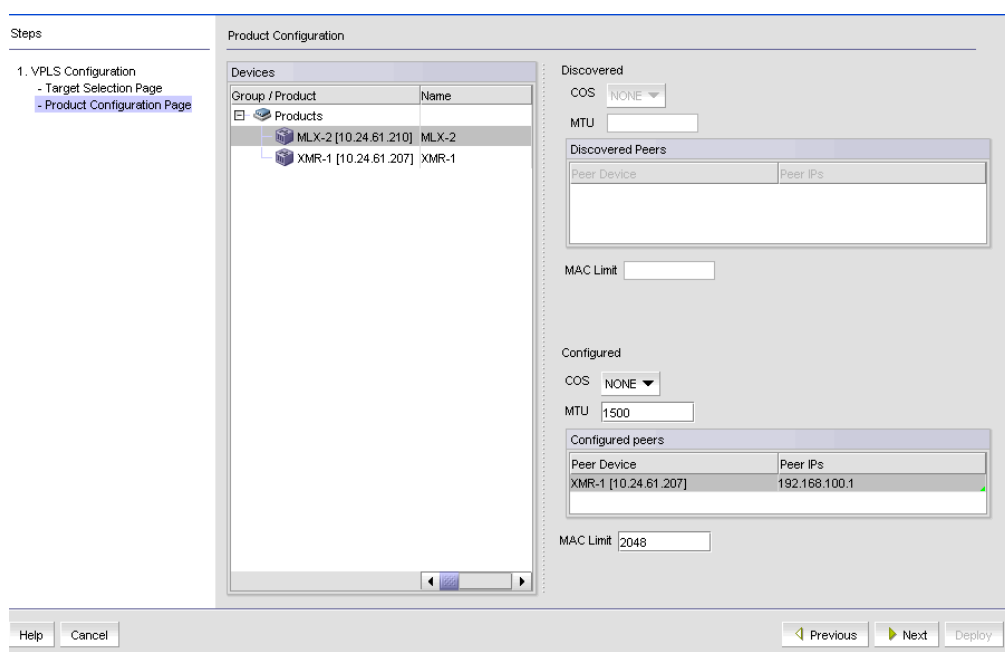 Steps
1. VPLS Configuration
- Target Selection Page
- Product Configuration Page
Product Configuration
Devices
Group / Product Name
Products
MLX-2 [10.24.61.210] MLX-2
XMR-1 [10.24.61.207] XMR-1
Discovered
COS NONE
MTU
Discovered Peers
Peer Device Peer IPs
MAC Limit
Configured
COS NONE
MTU 1500
Configured peers
Peer Device Peer IPs
XMR-1 [10.24.61.207] 192.168.100.1
MAC Limit 2048
Help Cancel Previous Next Deploy